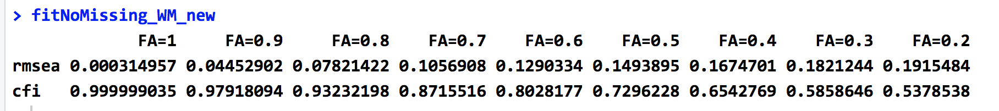 > fitNoMissing_WM_new
FA=1 FA=0.9 FA=0.8 FA=0.7 FA=0.6 FA=0.5 FA=0.4 FA=0.3 FA=0.2
rmsea 0.000314957 0.04452902 0.07821422 0.1056908 0.1290334 0.1493895 0.1674701 0.1821244 0.1915484
cfi 0.999999035 0.97918094 0.93232198 0.8715516 0.8028177 0.7296228 0.6542769 0.5858646 0.5378538